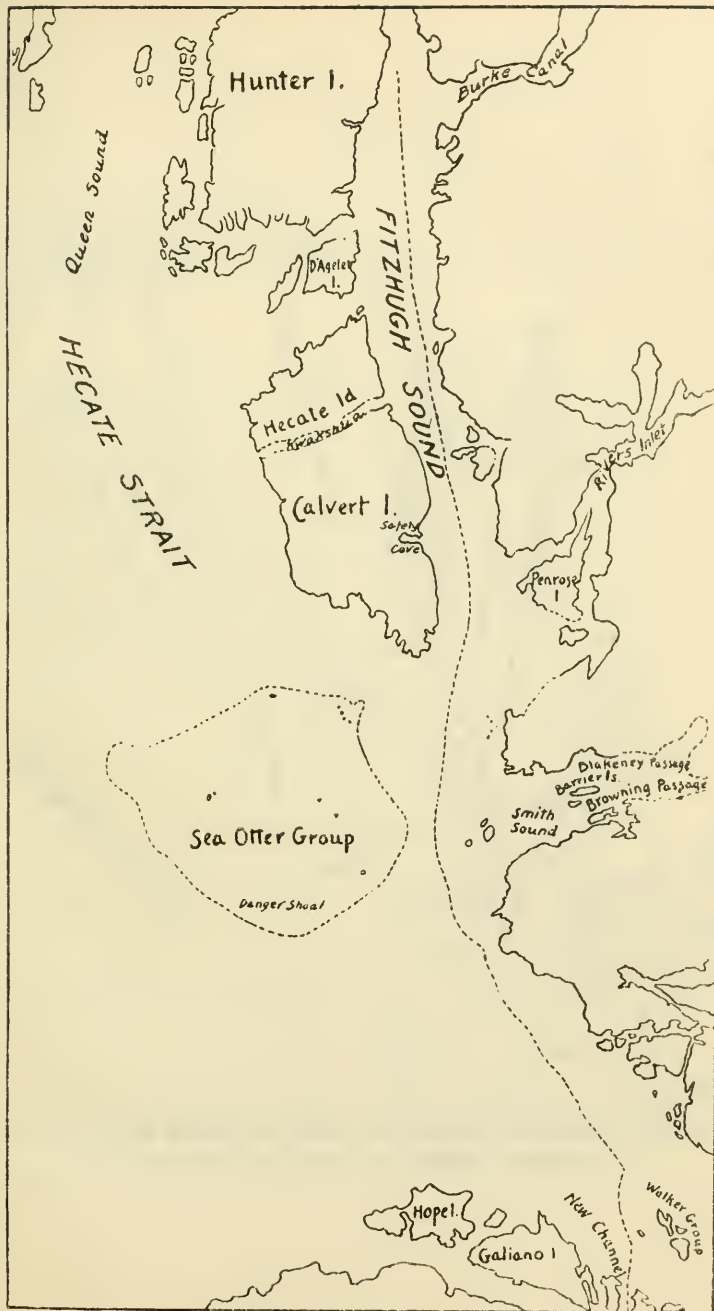 Hunter I.
Burke Canal
Queen Sound
D'Agelet
I.
FITZHUGH SOUND
HECATE STRAIT
Hecate Id
Kwakshua
Rivers Inlet
Calvert I.
Safety
Cove
Penrose
I
Blakeney Passage
Barrier Is.
Browning Passage
Smith
Sound
Sea Otter Group
Danger Shoal
Walker Group
New Channel
Hope I.
Galiano I